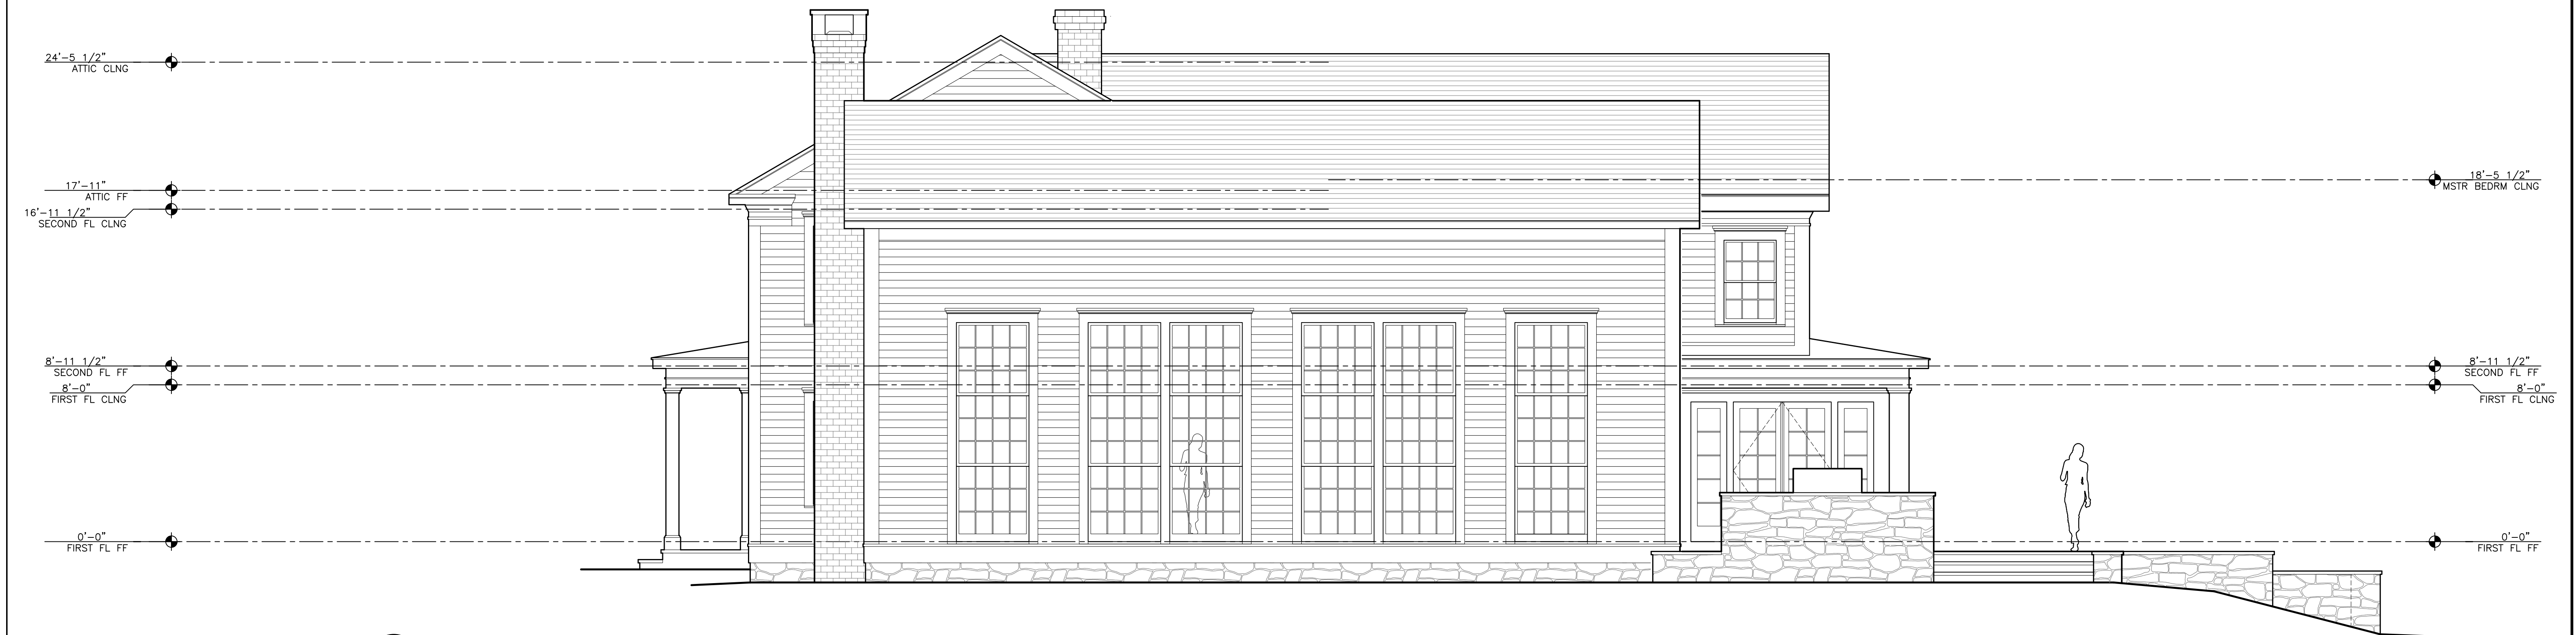 24'-5 1/2"
ATTIC CLNG
17'-11"
ATTIC FF
16'-11 1/2"
SECOND FL CLNG
8'-11 1/2"
SECOND FL FF
8'-0"
FIRST FL CLNG
0'-0"
FIRST FL FF
18'-5 1/2"
MSTR BEDRM CLNG
8'-11 1/2"
SECOND FL FF
8'-0"
FIRST FL CLNG
0'-0"
FIRST FL FF